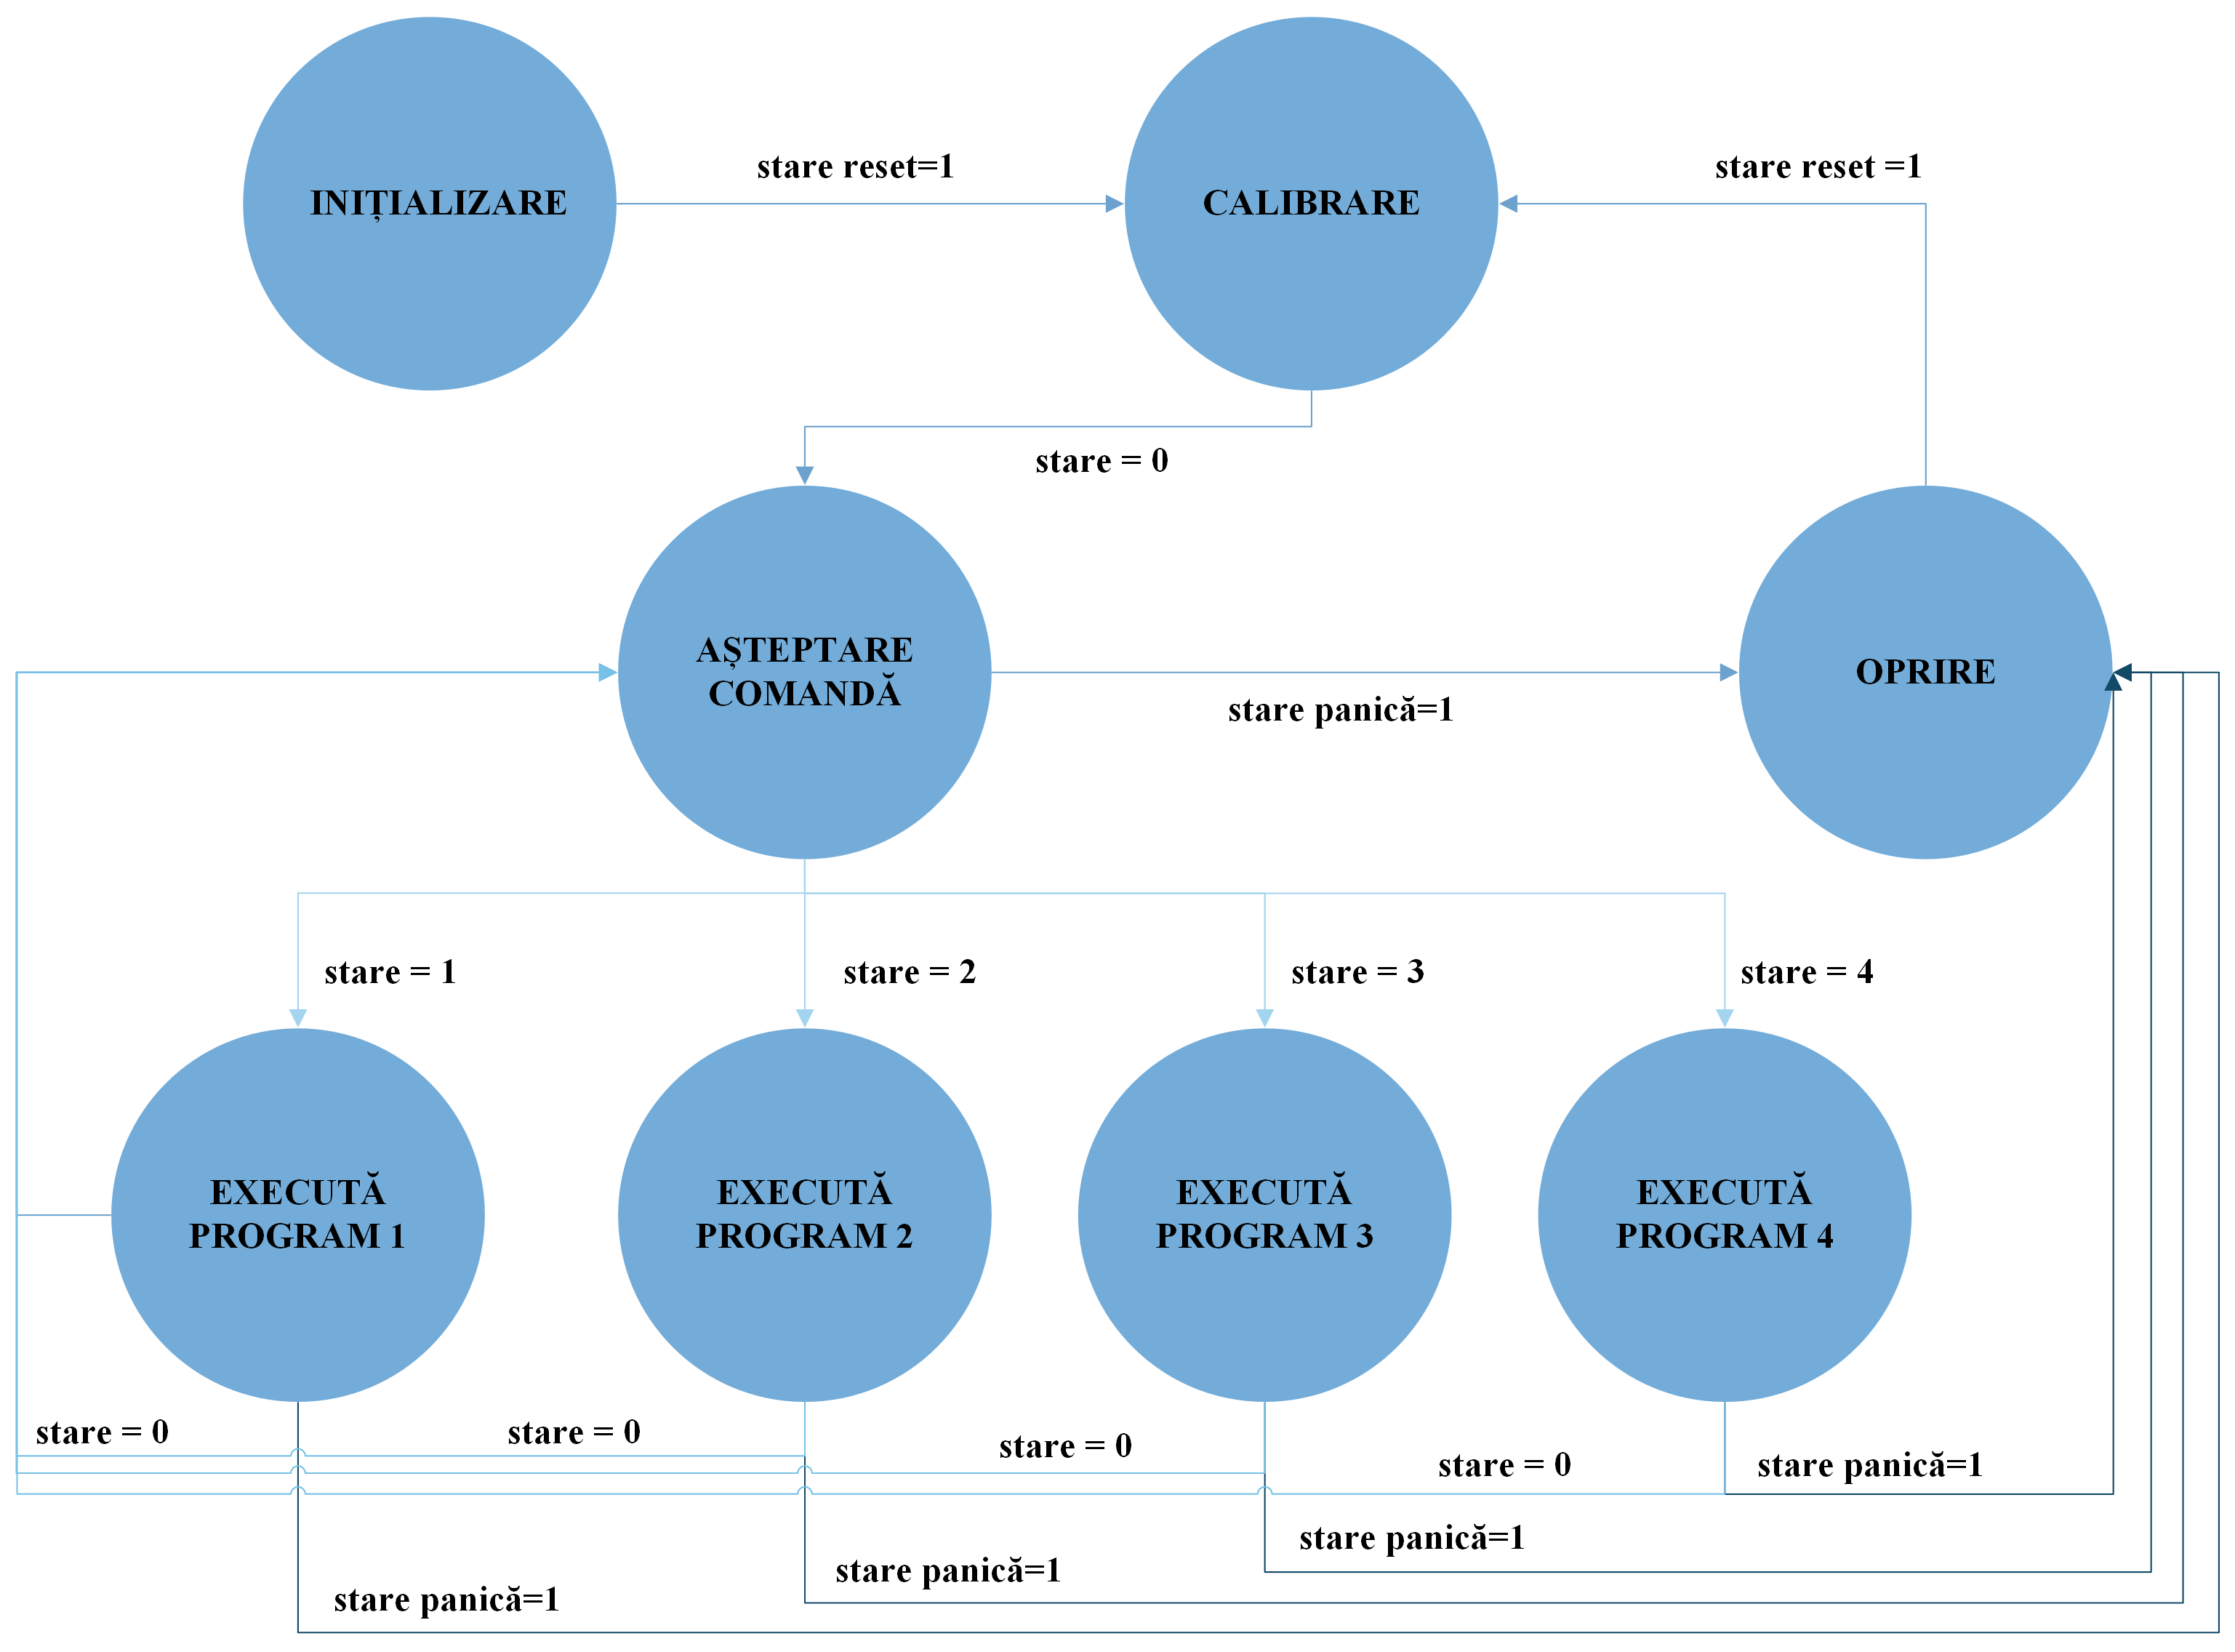 stare reset=1
stare reset =1
INIȚIALIZARE
CALIBRARE
stare = 0
AȘTEPTARE
COMANDĂ
OPRIRE
stare panică=1
stare = 1
stare = 2
stare = 3
stare = 4
EXECUTĂ
PROGRAM 1
EXECUTĂ
PROGRAM 2
EXECUTĂ
PROGRAM 3
EXECUTĂ
PROGRAM 4
stare = 0
stare = 0
stare = 0
stare = 0
stare panică=1
stare panică=1
stare panică=1
stare panică=1